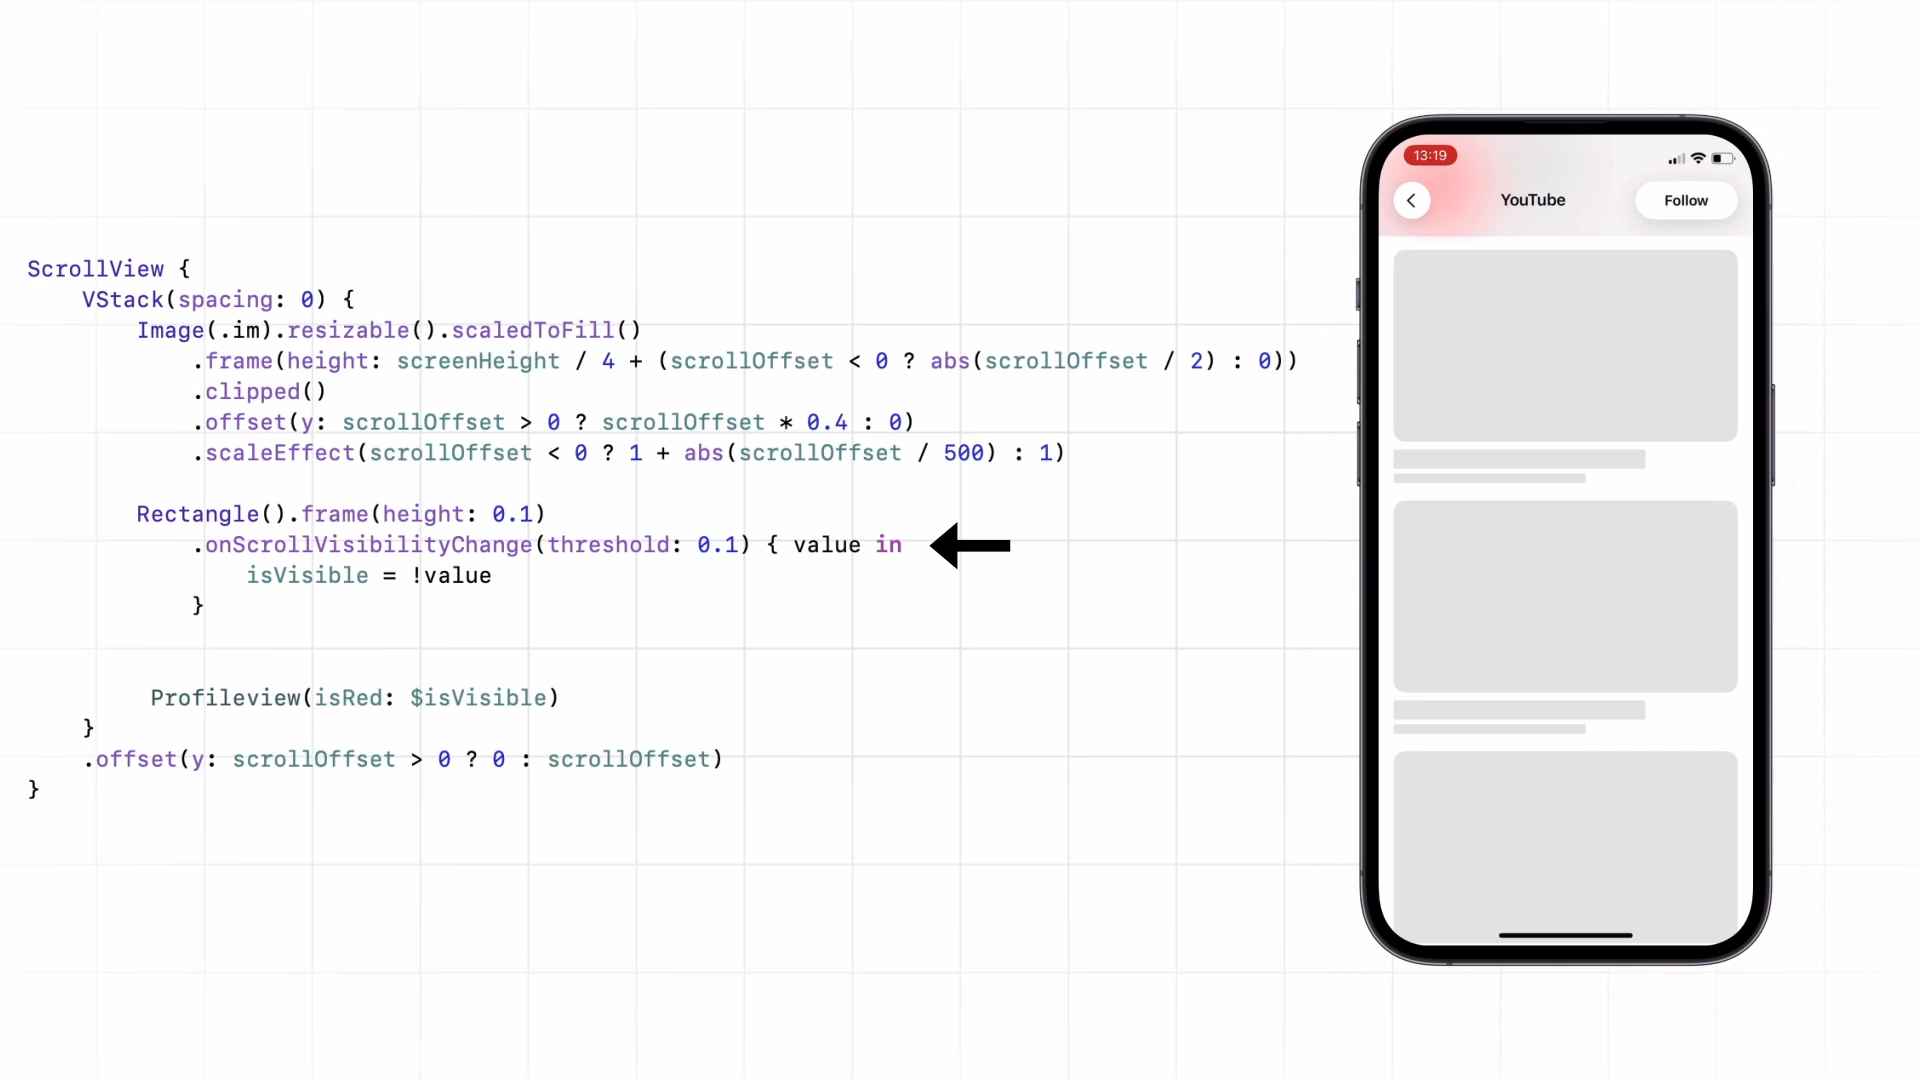 ScrollView {
VStack(spacing: 0) {
Image(.im).resizable().scaledToFill()
.frame(height: screenHeight / 4 + (scrollOffset < 0 ? abs(scrollOffset / 2) : 0))
.clipped()
.offset(y: scrollOffset > 0 ? scrollOffset * 0.4 : 0)
.scaleEffect(scrollOffset < 0 ? 1 + abs(scrollOffset / 500) : 1)
Rectangle().frame(height: 0.1)
.onScrollVisibilityChange(threshold: 0.1) { value in
isVisible = !value
}
Profileview(isRed: $isVisible)
}
.offset(y: scrollOffset > 0 ? 0 : scrollOffset)
}
13:19
YouTube
Follow